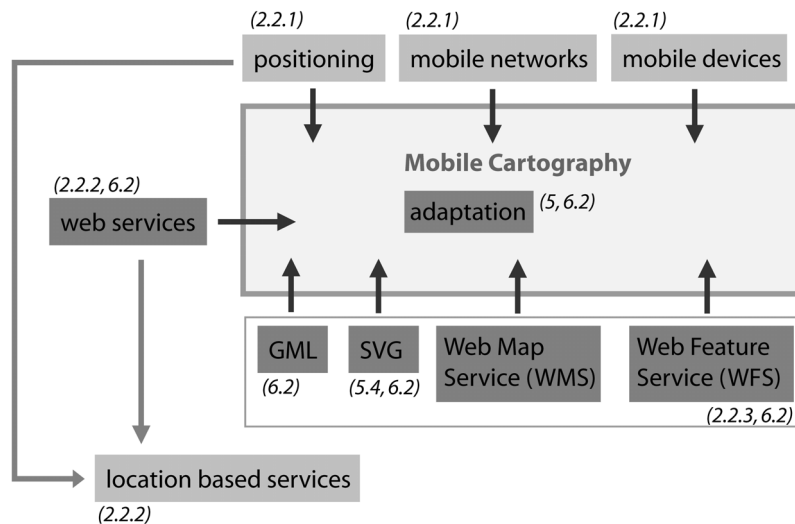 (2.2.1)
(2.2.1)
(2.2.1)
positioning
mobile networks
mobile devices
Mobile Cartography
(2.2.2, 6.2)
web services
adaptation
(5, 6.2)
GML
(6.2)
SVG
(5.4, 6.2)
Web Map
Service (WMS)
Web Feature
Service (WFS)
(2.2.3, 6.2)
location based services
(2.2.2)